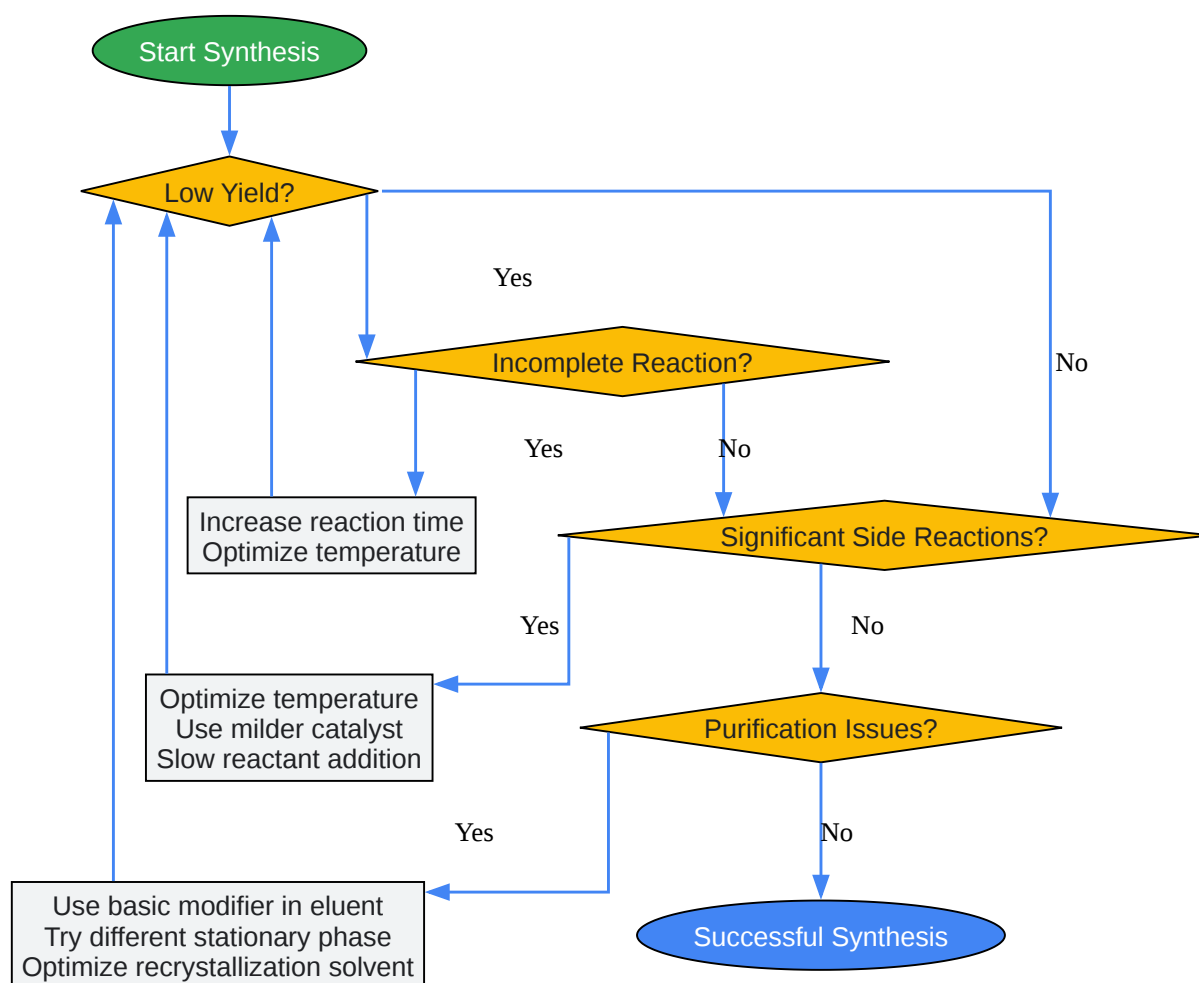 Start Synthesis
Low Yield?
Yes
Incomplete Reaction?
No
Yes
No
Increase reaction time
Optimize temperature
Significant Side Reactions?
Yes
No
Optimize temperature
Use milder catalyst
Slow reactant addition
Purification Issues?
Yes
No
Use basic modifier in eluent
Try different stationary phase
Optimize recrystallization solvent
Successful Synthesis